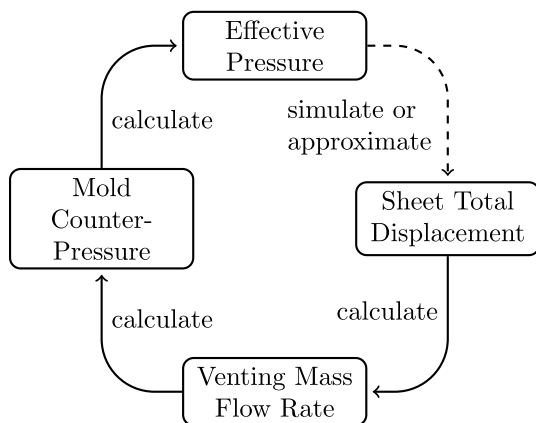 Effective
Pressure
simulate or
approximate
calculate
Mold
Counter-
Pressure
Sheet Total
Displacement
calculate
calculate
Venting Mass
Flow Rate